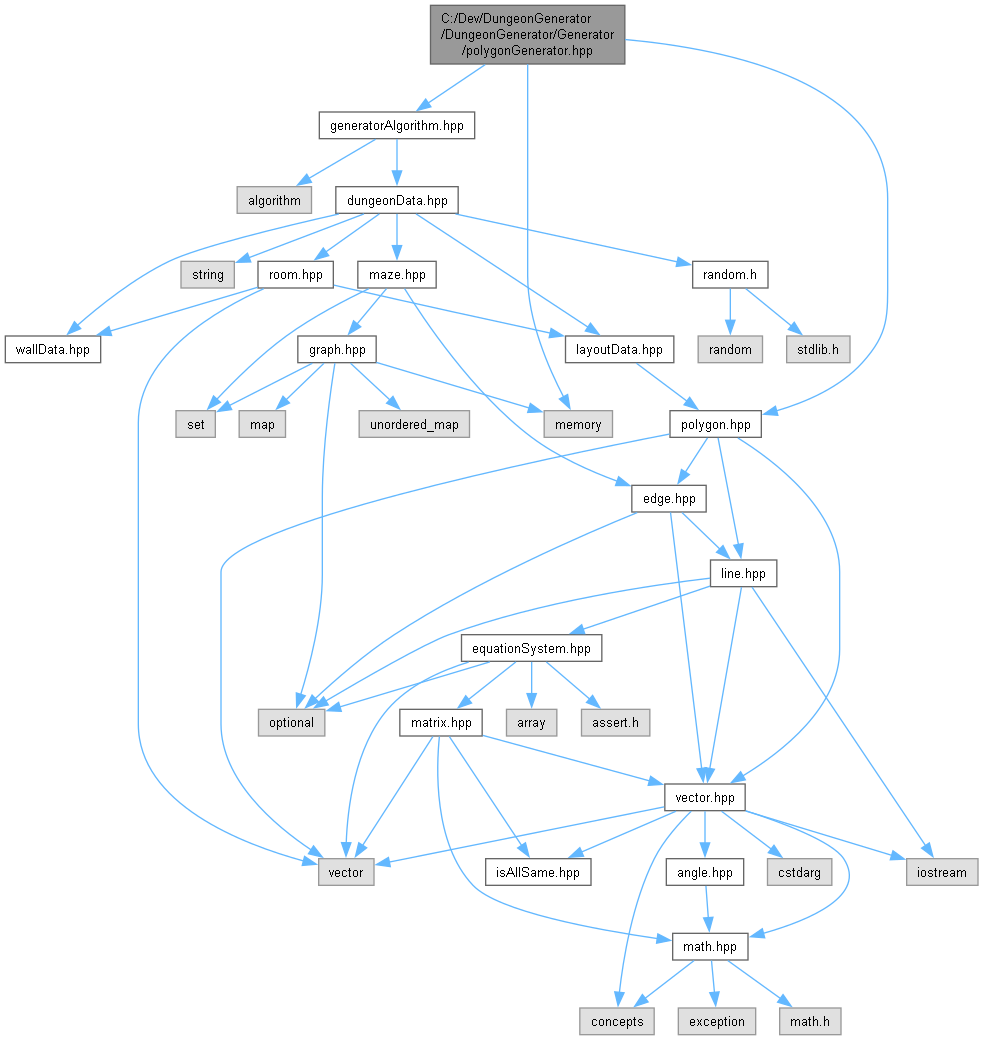 C:/Dev/DungeonGenerator
/DungeonGenerator/Generator
/polygonGenerator.hpp
generatorAlgorithm.hpp
algorithm
dungeonData.hpp
string
room.hpp
maze.hpp
random.h
wallData.hpp
graph.hpp
layoutData.hpp
random
stdlib.h
set
map
unordered_map
memory
polygon.hpp
edge.hpp
line.hpp
equationSystem.hpp
optional
matrix.hpp
array
assert.h
vector.hpp
vector
isAllSame.hpp
angle.hpp
cstdarg
iostream
math.hpp
concepts
exception
math.h